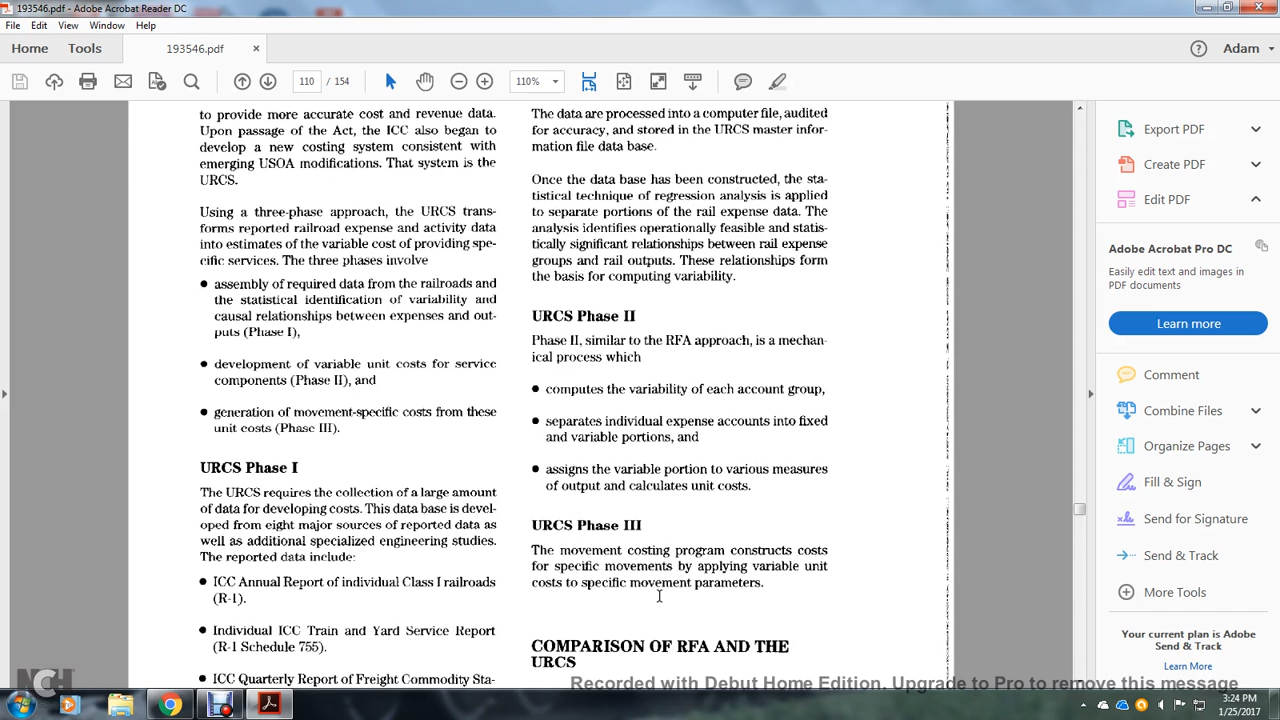 193546.pdf - Adobe Acrobat Reader DC
File Edit View Window Help
Home Tools 193546.pdf × Adam
110 / 154 110%
to provide more accurate cost and revenue data.
Upon passage of the Act, the ICC also began to
develop a new costing system consistent with
emerging USOA modifications. That system is the
URCS.
Using a three-phase approach, the URCS trans-
forms reported railroad expense and activity data
into estimates of the variable cost of providing spe-
cific services. The three phases involve
● assembly of required data from the railroads and
the statistical identification of variability and
causal relationships between expenses and out-
puts (Phase I),
● development of variable unit costs for service
components (Phase II), and
● generation of movement-specific costs from these
unit costs (Phase III).
URCS Phase I
The URCS requires the collection of a large amount
of data for developing costs. This data base is devel-
oped from eight major sources of reported data as
well as additional specialized engineering studies.
The reported data include:
● ICC Annual Report of individual Class I railroads
(R-1).
● Individual ICC Train and Yard Service Report
(R-1 Schedule 755).
● ICC Quarterly Report of Freight Commodity Sta-
The data are processed into a computer file, audited
for accuracy, and stored in the URCS master infor-
mation file data base.
Once the data base has been constructed, the sta-
tistical technique of regression analysis is applied
to separate portions of the rail expense data. The
analysis identifies operationally feasible and statis-
tically significant relationships between rail expense
groups and rail outputs. These relationships form
the basis for computing variability.
URCS Phase II
Phase II, similar to the RFA approach, is a mechan-
ical process which
● computes the variability of each account group,
● separates individual expense accounts into fixed
and variable portions, and
● assigns the variable portion to various measures
of output and calculates unit costs.
URCS Phase III
The movement costing program constructs costs
for specific movements by applying variable unit
costs to specific movement parameters.
COMPARISON OF RFA AND THE
URCS
Export PDF
Create PDF
Edit PDF
Adobe Acrobat Pro DC
Easily edit text and images in
PDF documents
Learn more
Comment
Combine Files
Organize Pages
Fill & Sign
Send for Signature
Send & Track
More Tools
Your current plan is Adobe
Send & Track
Learn More
NCH
Recorded with Debut Home Edition. Upgrade to Pro to remove this message
3:24 PM
1/25/2017